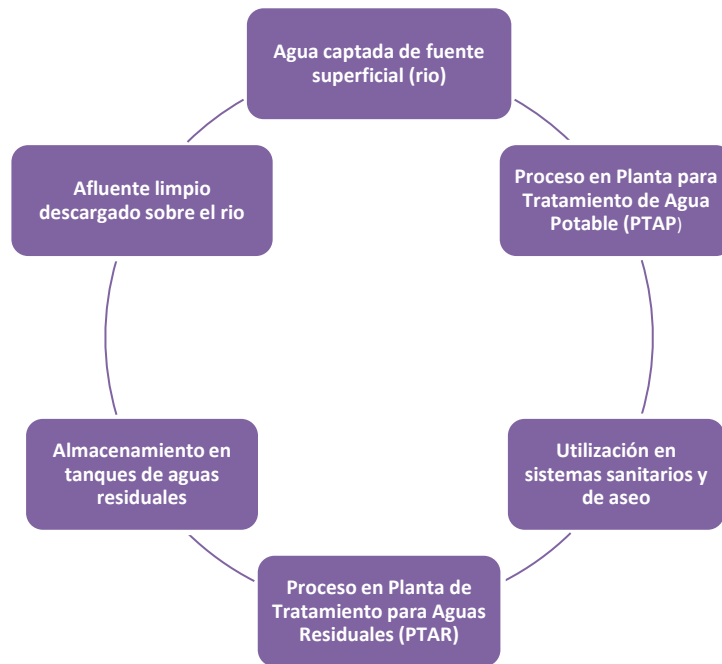 Agua captada de fuente
superficial (rio)
Proceso en Planta para
Tratamiento de Agua
Potable (PTAP)
Utilización en
sistemas sanitarios y
de aseo
Proceso en Planta de
Tratamiento para Aguas
Residuales (PTAR)
Almacenamiento en
tanques de aguas
residuales
Afluente limpio
descargado sobre el rio